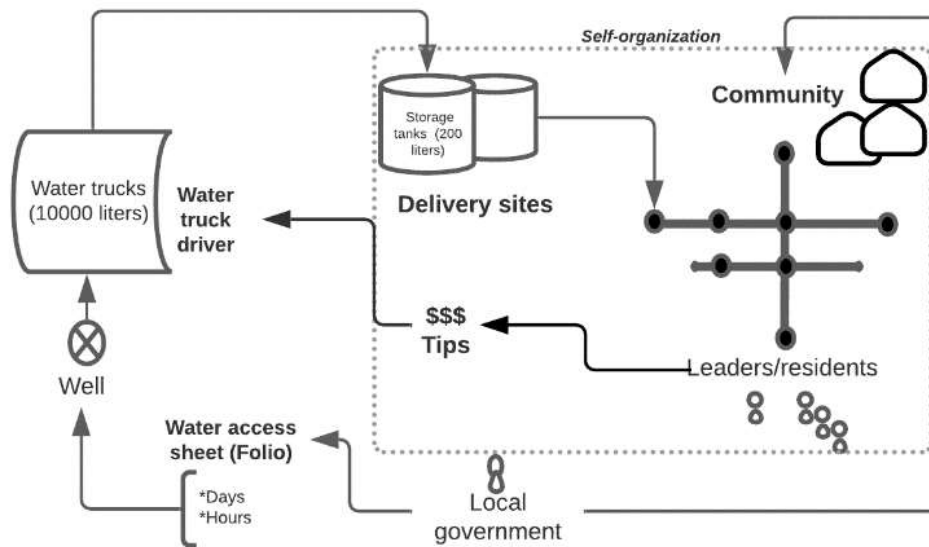 Self-organization
Community
Storage
tanks (200
liters)
Water trucks
(10000 liters)
Water
truck
driver
Delivery sites
$$$
Tips
Leaders/residents
Well
Water access
sheet (Folio)
*Days
*Hours
Local
government